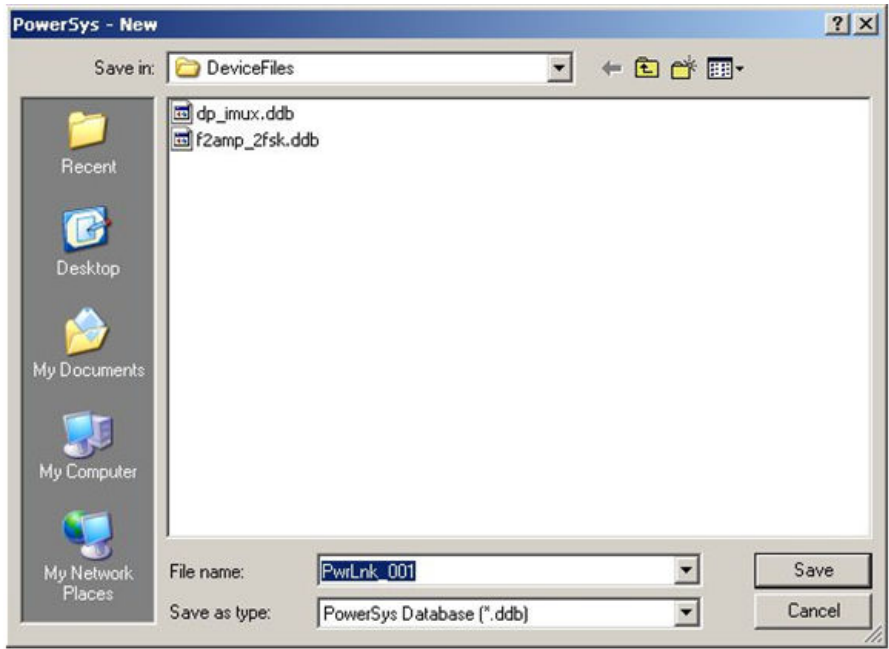 PowerSys - New
Save in:
DeviceFiles
dp_imux.ddb
f2amp_2fsk.ddb
Recent
Desktop
My Documents
My Computer
My Network
Places
File name:
PwrLnk_001
Save
Save as type:
PowerSys Database (*.ddb)
Cancel